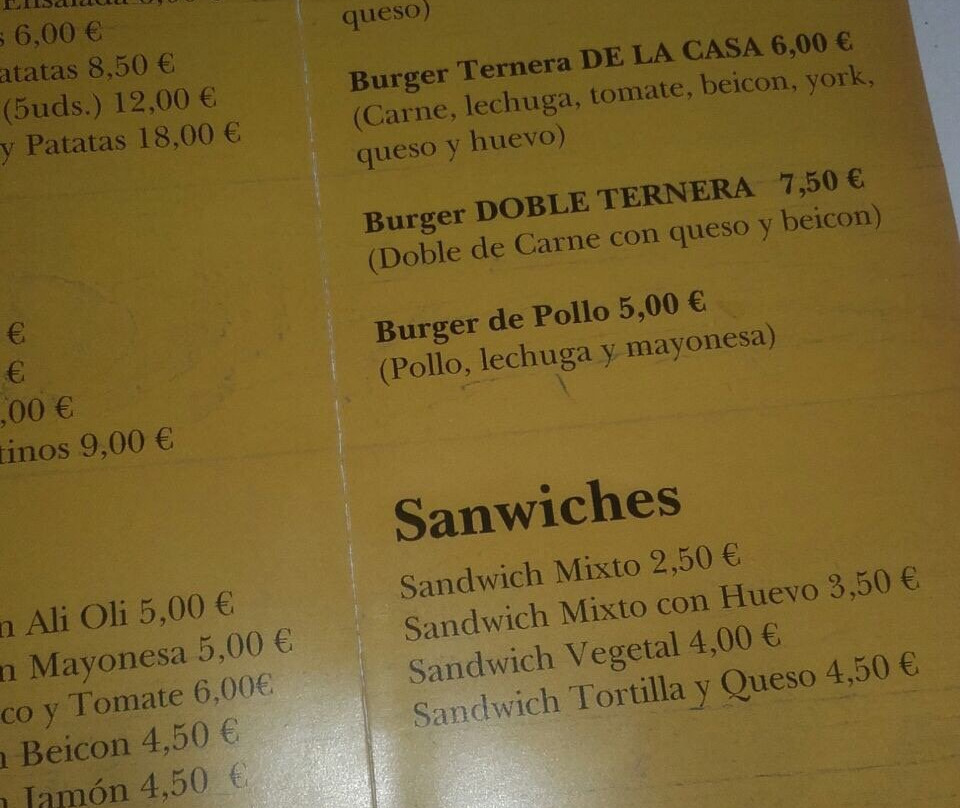 6,00 €
8,50 €
(5uds.) 12,00 €
y Patatas 18,00 €
€
€
,00 €
9,00 €
Ali Oli 5,00 €
Mayonesa 5,00 €
y Tomate 6,00€
Beicon 4,50 €
Jamón 4,50 €
queso)
Burger Ternera DE LA CASA 6,00 €
(Carne, lechuga, tomate, beicon, york,
queso y huevo)
Burger DOBLE TERNERA 7,50 €
(Doble de Carne con queso y beicon)
Burger de Pollo 5,00 €
(Pollo, lechuga y mayonesa)
Sanwiches
Sandwich Mixto 2,50 €
Sandwich Mixto con Huevo 3,50 €
Sandwich Vegetal 4,00 €
Sandwich Tortilla y Queso 4,50 €